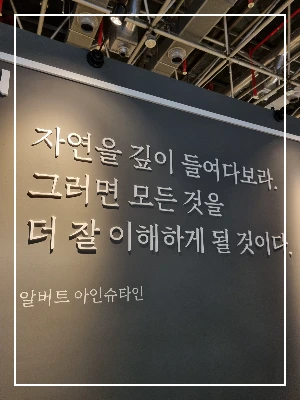 자연을 깊이 들여다보라.
그러면 모든 것을
더 잘 이해하게 될 것이다.
알버트 아인슈타인